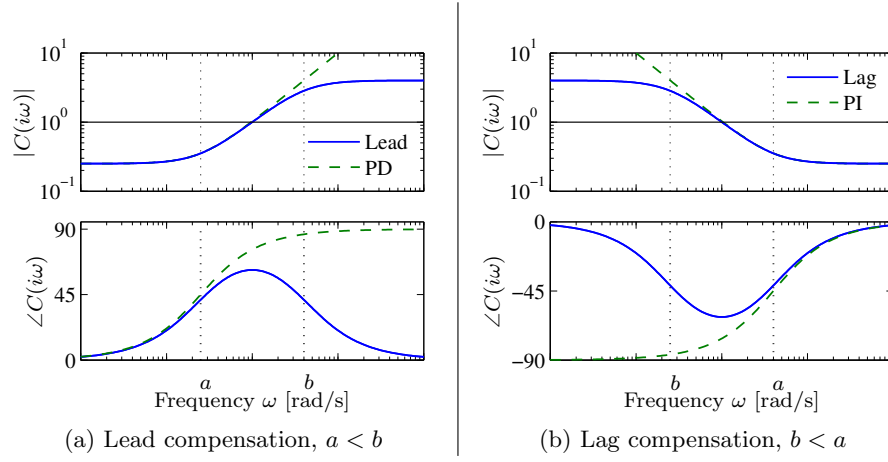 10^1
10^0
10^-1
|C(iω)|
Lead
PD
90
45
0
∠C(iω)
a
b
Frequency ω [rad/s]
(a) Lead compensation, a < b
10^1
10^0
10^-1
|C(iω)|
Lag
PI
0
−45
−90
∠C(iω)
b
a
Frequency ω [rad/s]
(b) Lag compensation, b < a